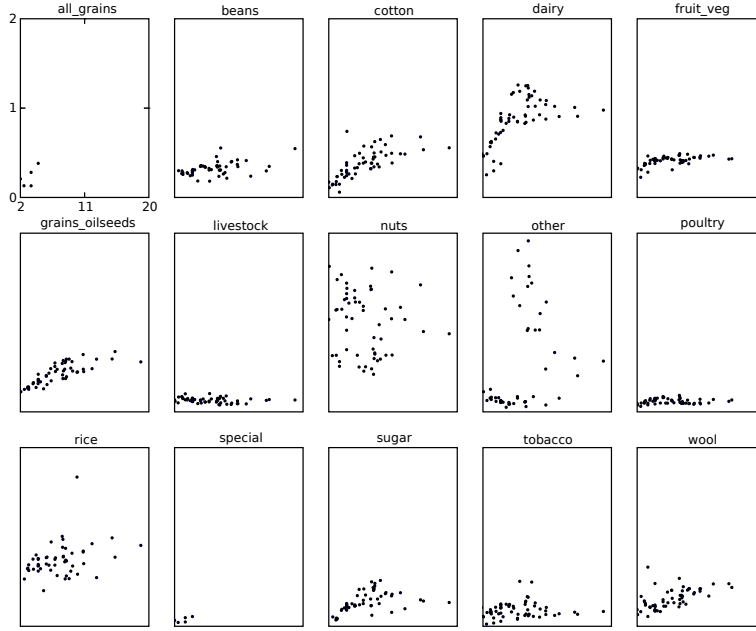 all_grains beans cotton dairy fruit_veg
2
1
0
2 11 20
grains_oilseeds livestock nuts other poultry
rice special sugar tobacco wool